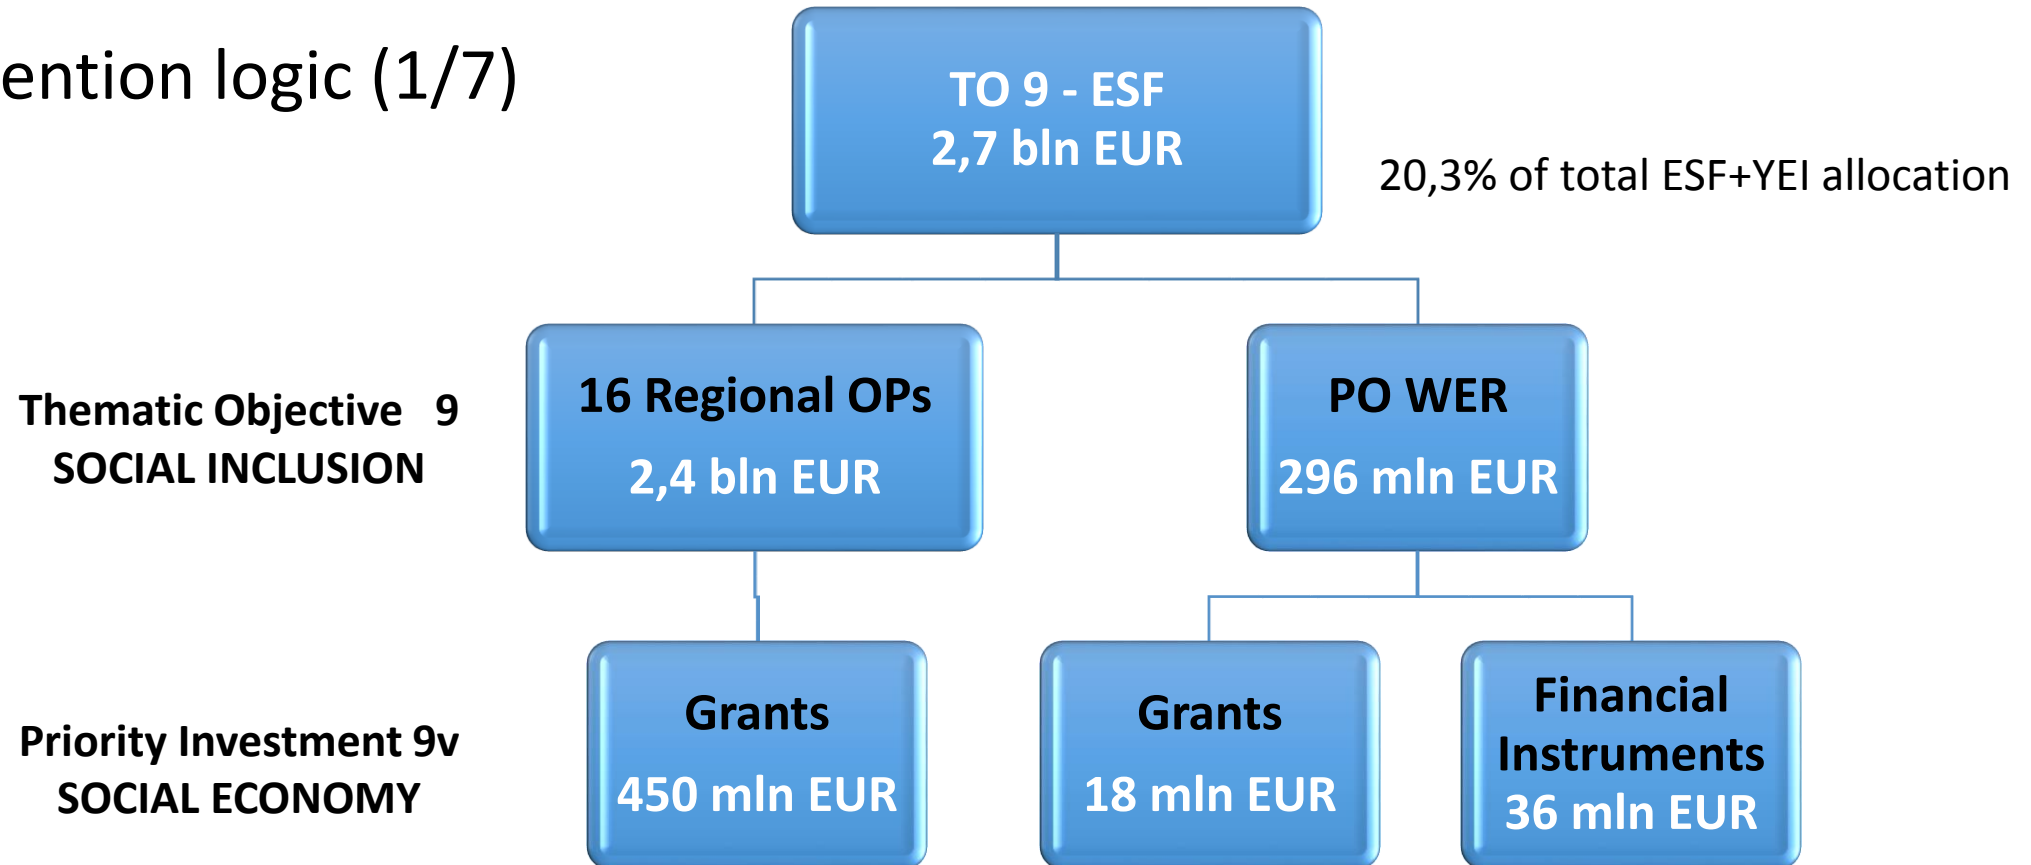 ention logic (1/7)
TO 9 - ESF
2,7 bln EUR
20,3% of total ESF+YEI allocation
Thematic Objective 9
SOCIAL INCLUSION
16 Regional OPs
2,4 bln EUR
PO WER
296 mln EUR
Priority Investment 9v
SOCIAL ECONOMY
Grants
450 mln EUR
Grants
18 mln EUR
Financial
Instruments
36 mln EUR